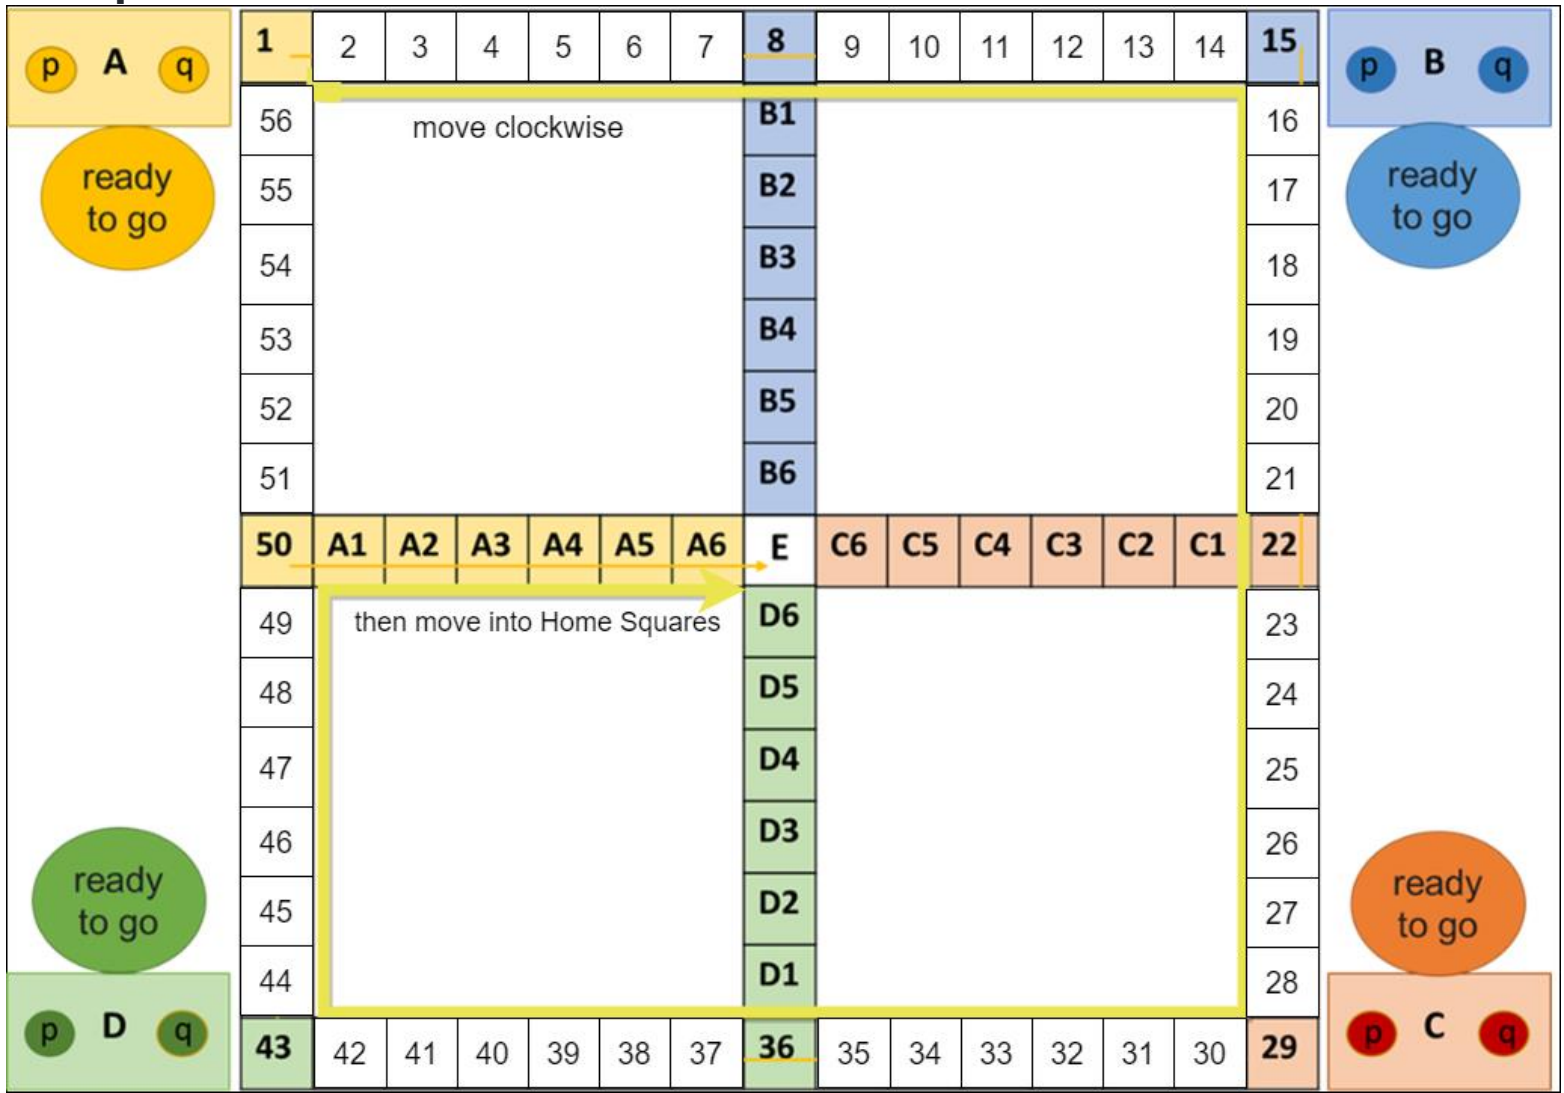 p A q
1 2 3 4 5 6 7 8 9 10 11 12 13 14 15
p B q
56 B1 16
move clockwise
ready
to go
ready
to go
55 B2 17
54 B3 18
53 B4 19
52 B5 20
51 B6 21
50 A1 A2 A3 A4 A5 A6 E C6 C5 C4 C3 C2 C1 22
49 D6 23
then move into Home Squares
48 D5 24
47 D4 25
46 D3 26
ready
to go
ready
to go
45 D2 27
44 D1 28
p D q
43 42 41 40 39 38 37 36 35 34 33 32 31 30 29
p C q